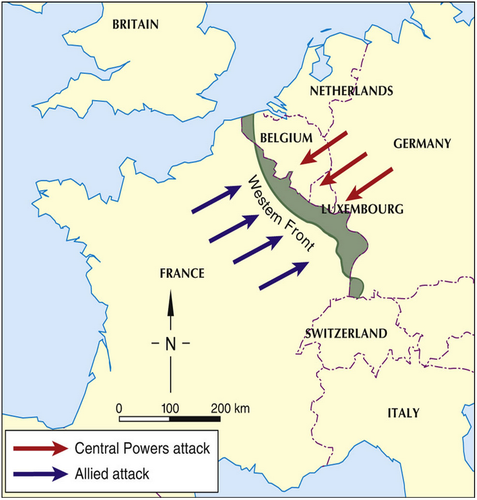 BRITAIN
NETHERLANDS
BELGIUM
GERMANY
LUXEMBOURG
Western Front
FRANCE
N
SWITZERLAND
0 100 200 km
ITALY
Central Powers attack
Allied attack